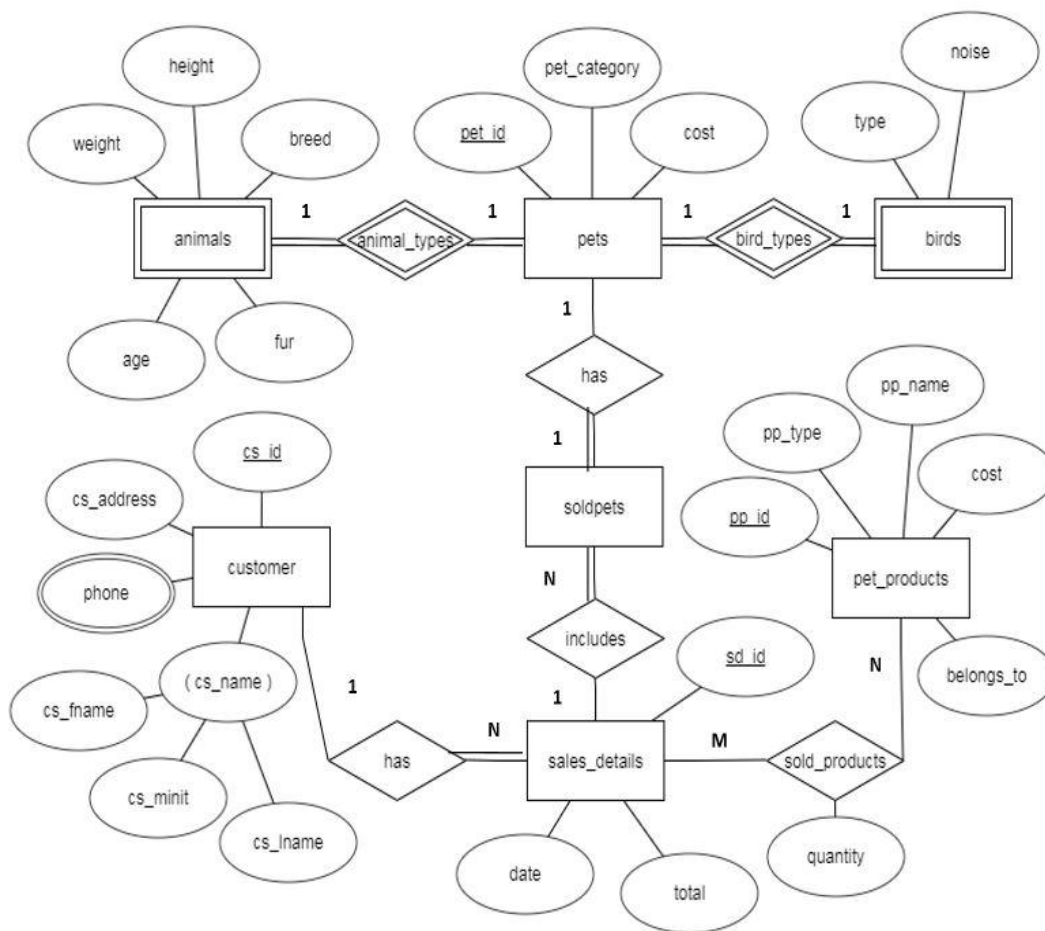 height
pet_category
noise
weight
breed
pet_id
cost
type
animals
1
animal_types
1
pets
1
bird_types
1
birds
age
fur
1
has
pp_name
pp_type
cs_id
1
cost
cs_address
soldpets
pp_id
customer
pet_products
phone
N
includes
sd_id
N
belongs_to
( cs_name )
cs_fname
1
1
N
M
has
sales_details
sold_products
cs_minit
cs_lname
date
total
quantity